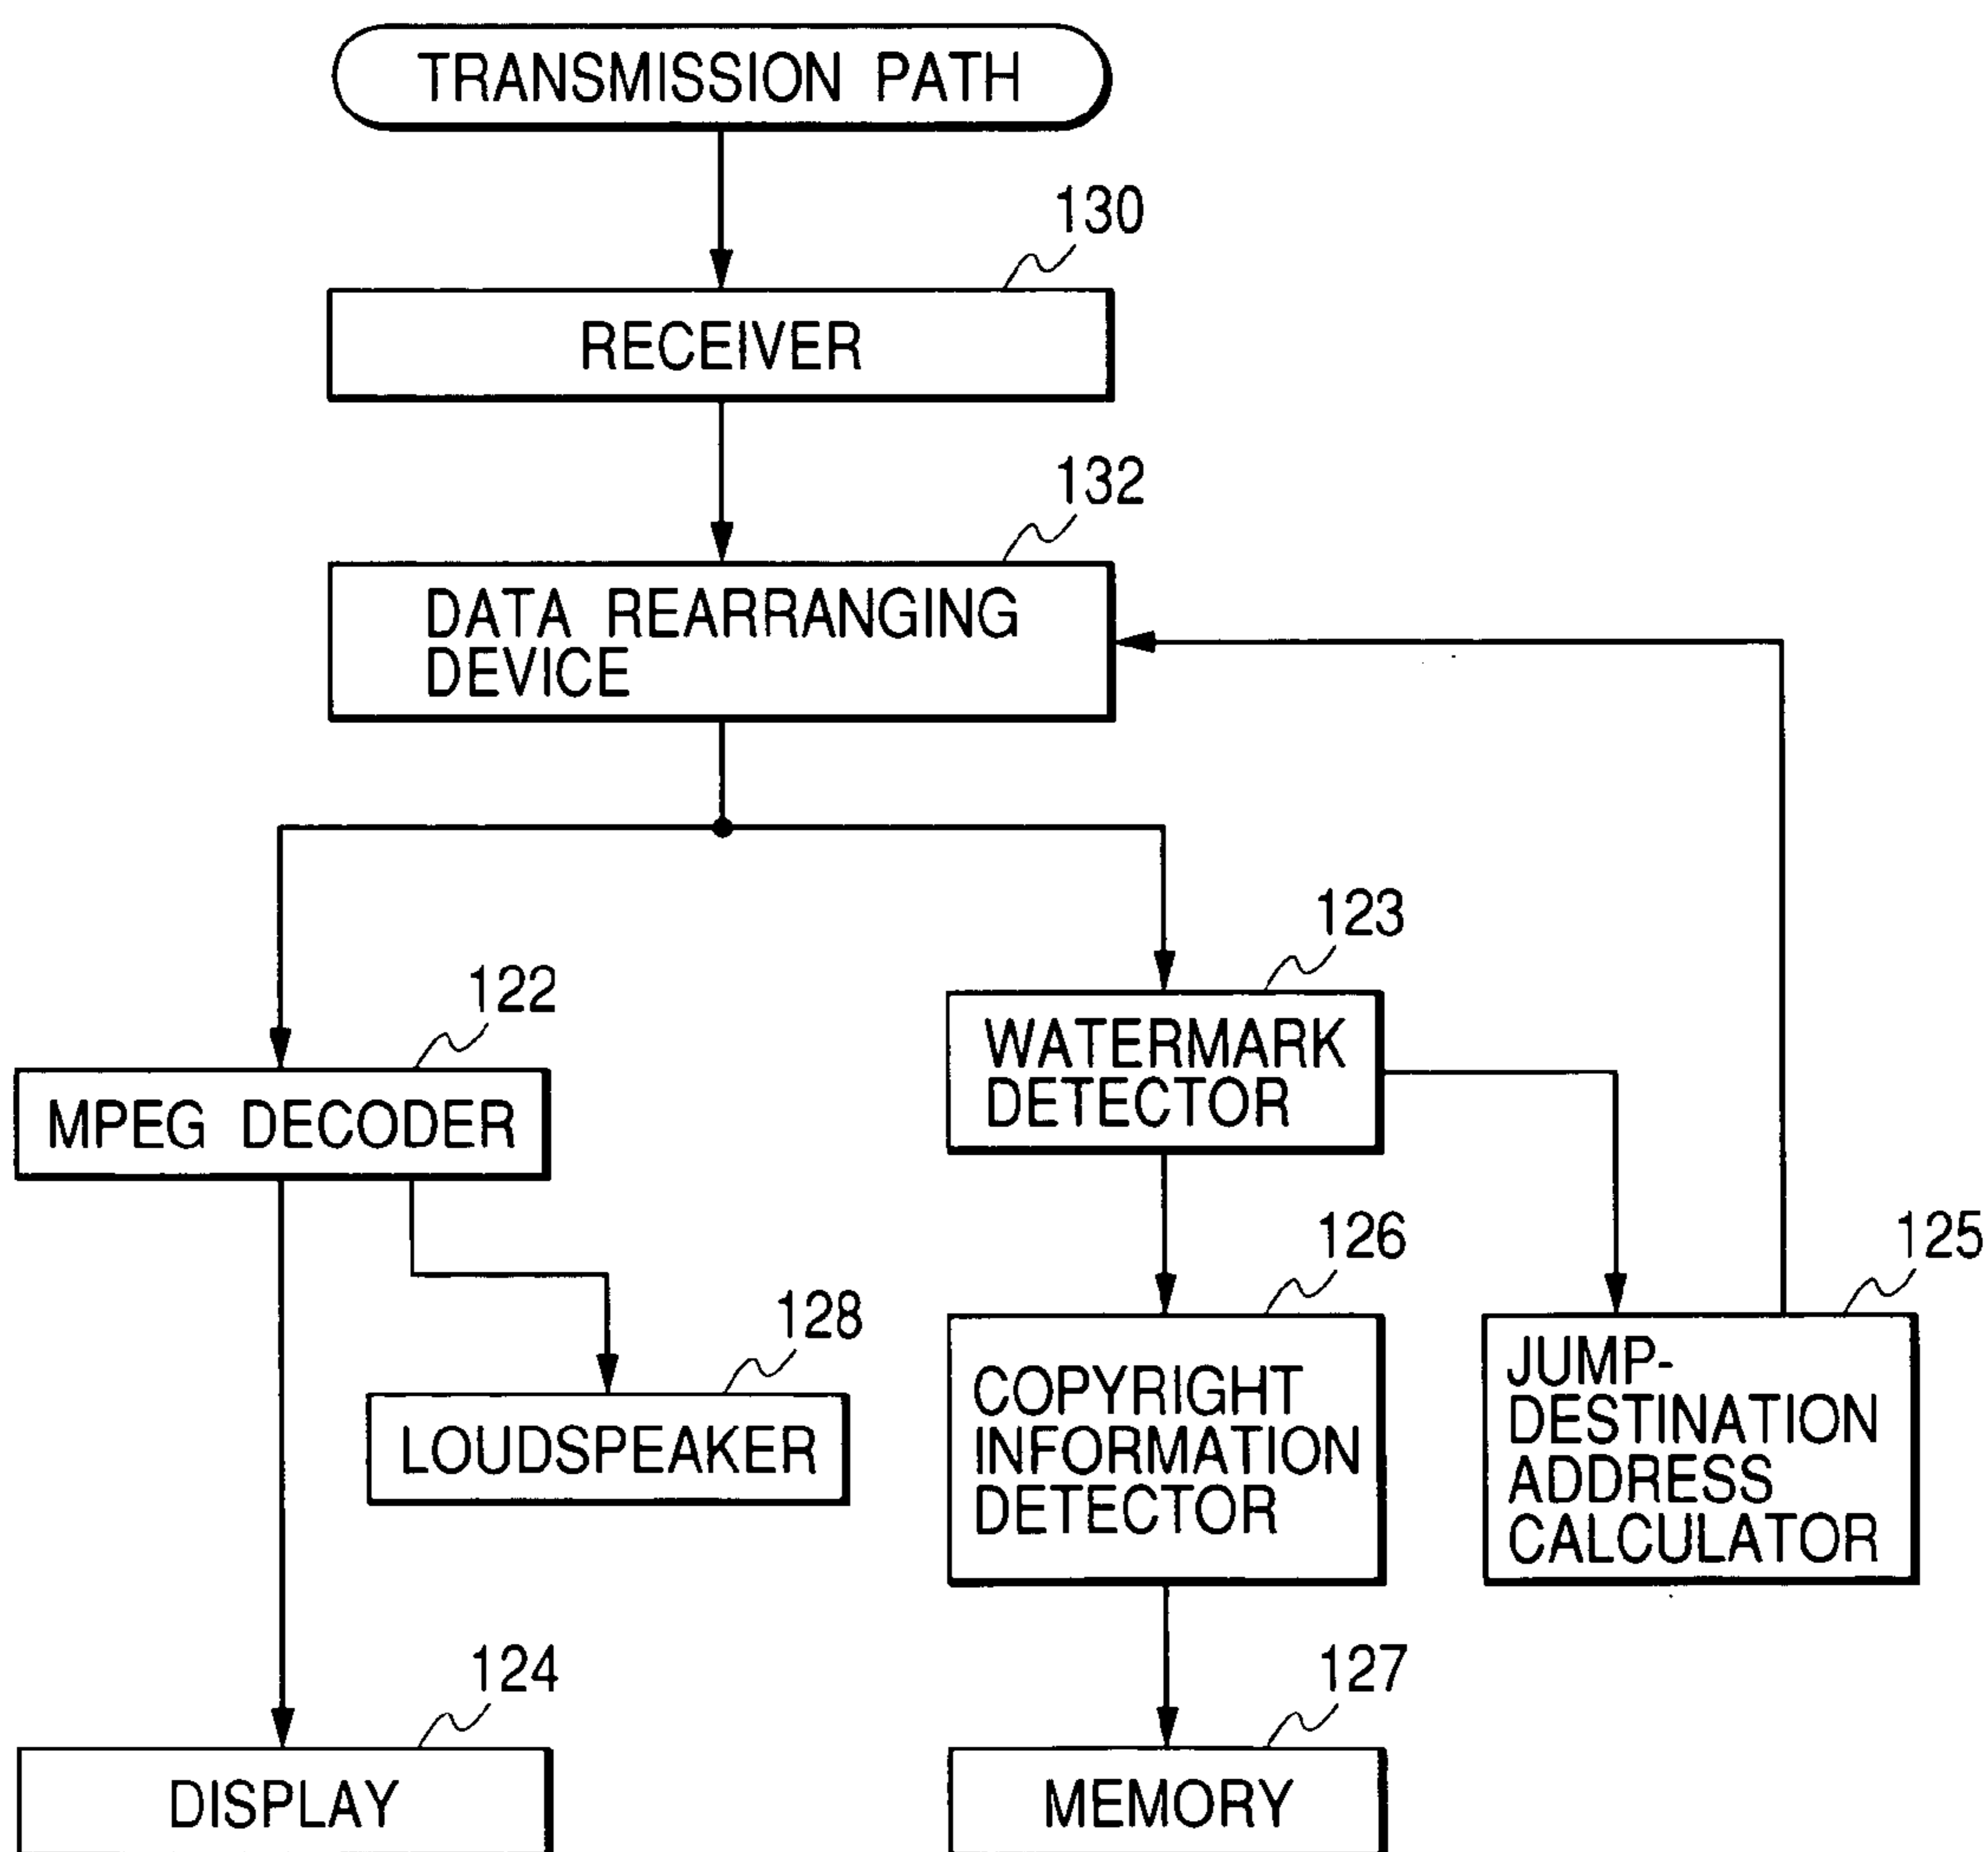 TRANSMISSION PATH
130
RECEIVER
132
DATA REARRANGING
DEVICE
123
122
WATERMARK
DETECTOR
MPEG DECODER
126
125
128
JUMP-
DESTINATION
ADDRESS
CALCULATOR
COPYRIGHT
INFORMATION
DETECTOR
LOUDSPEAKER
124
127
DISPLAY
MEMORY